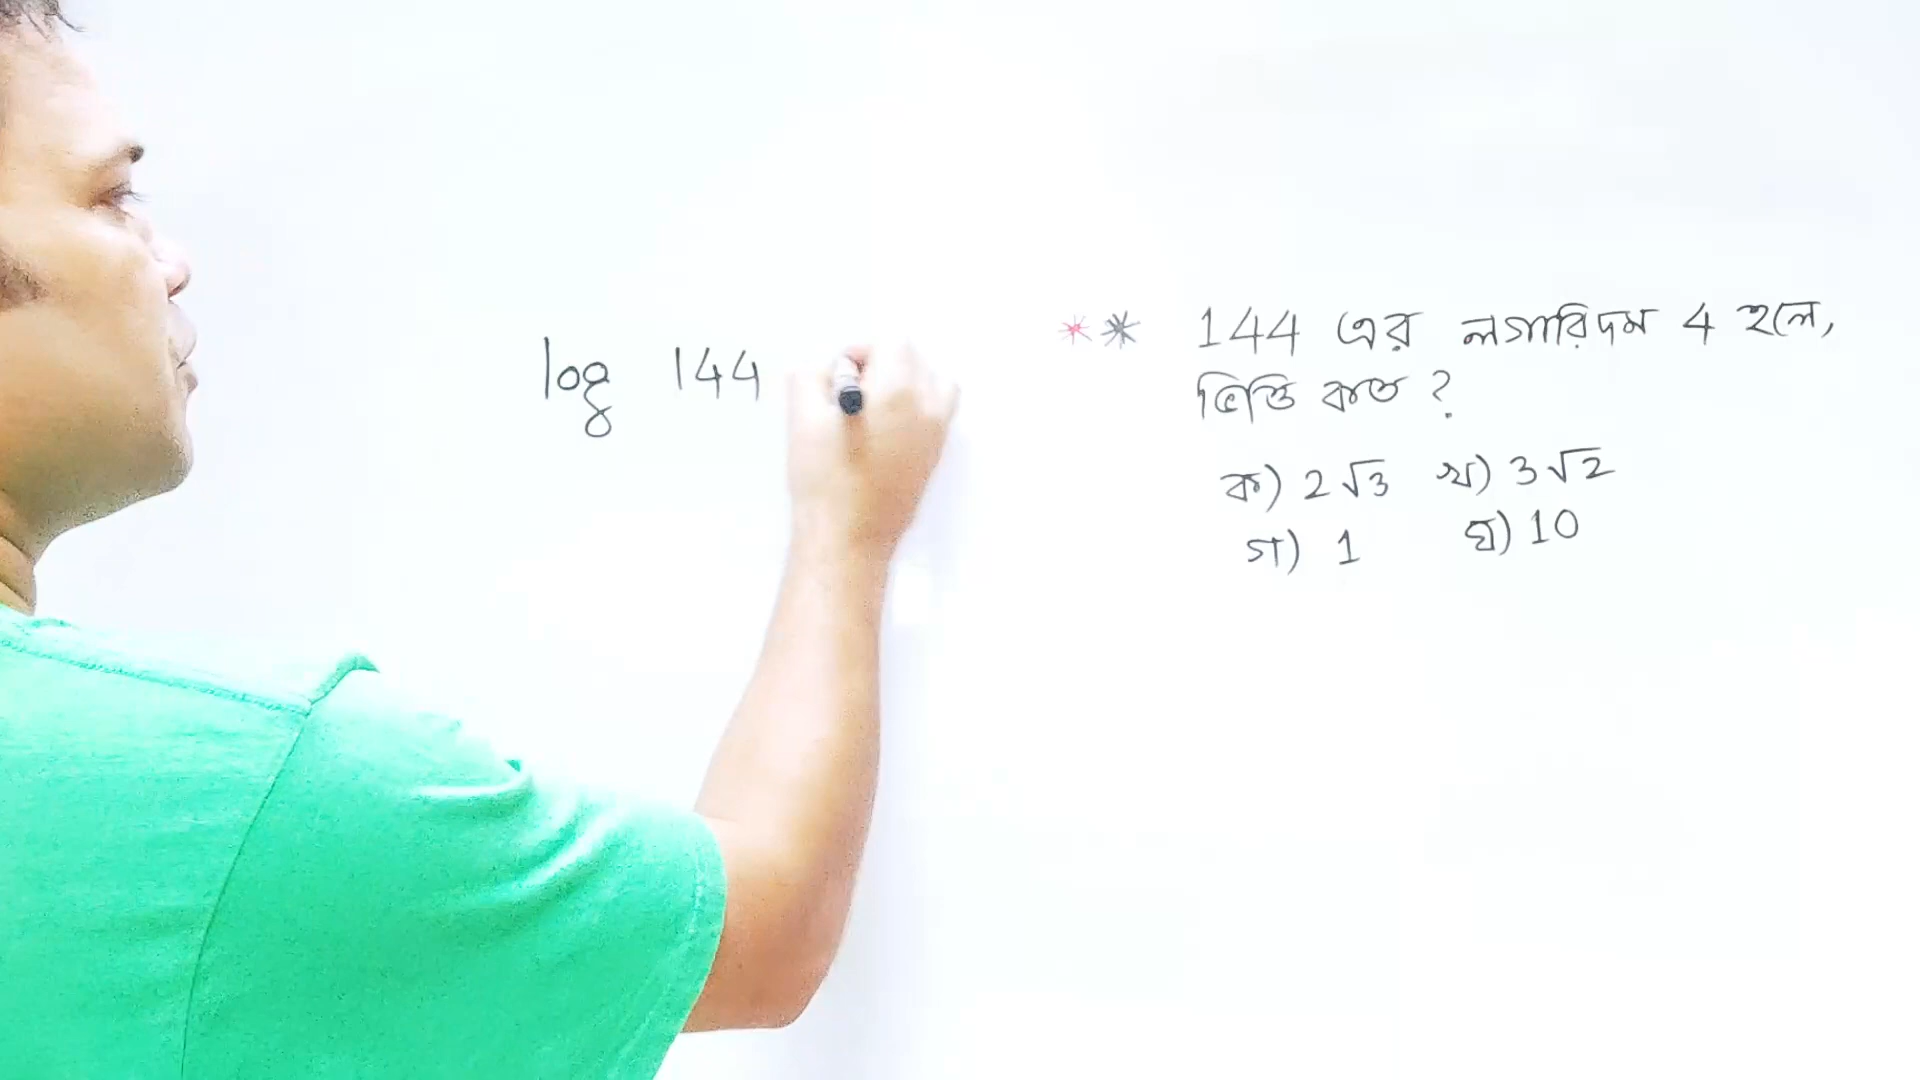 log 144
** 144 এর লগারিদম 4 হলে,
ভিত্তি কত ?
ক) 2√3 খ) 3√2
গ) 1 ঘ) 10